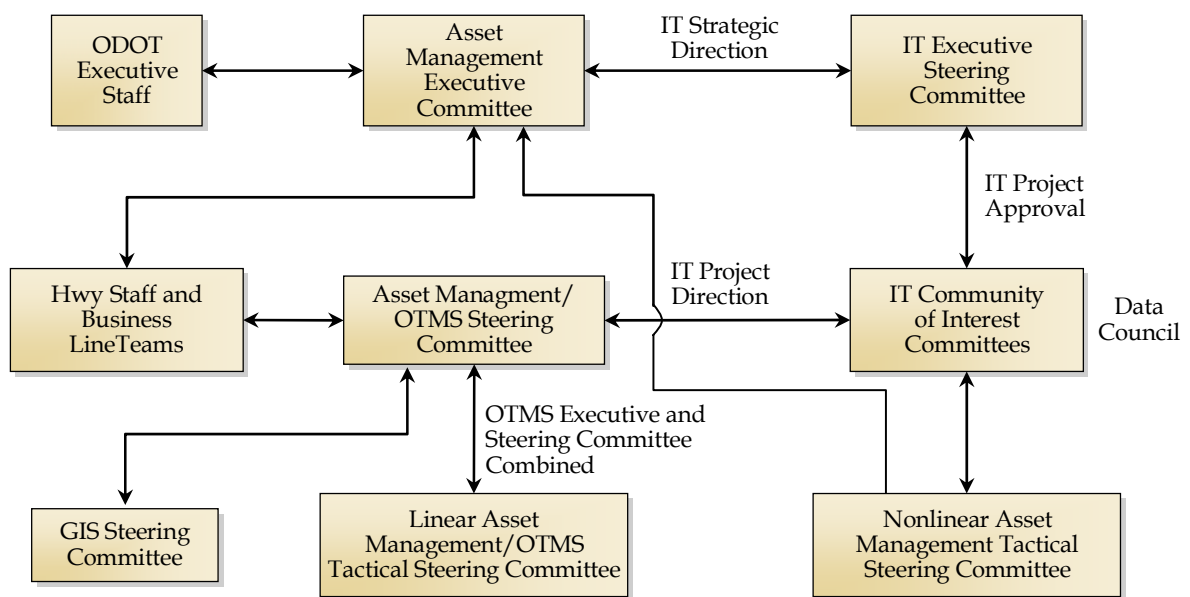 ODOT
Executive
Staff
Asset
Management
Executive
Committee
IT Strategic
Direction
IT Executive
Steering
Committee
IT Project
Approval
Hwy Staff and
Business
LineTeams
Asset Managment/
OTMS Steering
Committee
IT Project
Direction
IT Community
of Interest
Committees
Data
Council
OTMS Executive and
Steering Committee
Combined
GIS Steering
Committee
Linear Asset
Management/OTMS
Tactical Steering Committee
Nonlinear Asset
Management Tactical
Steering Committee